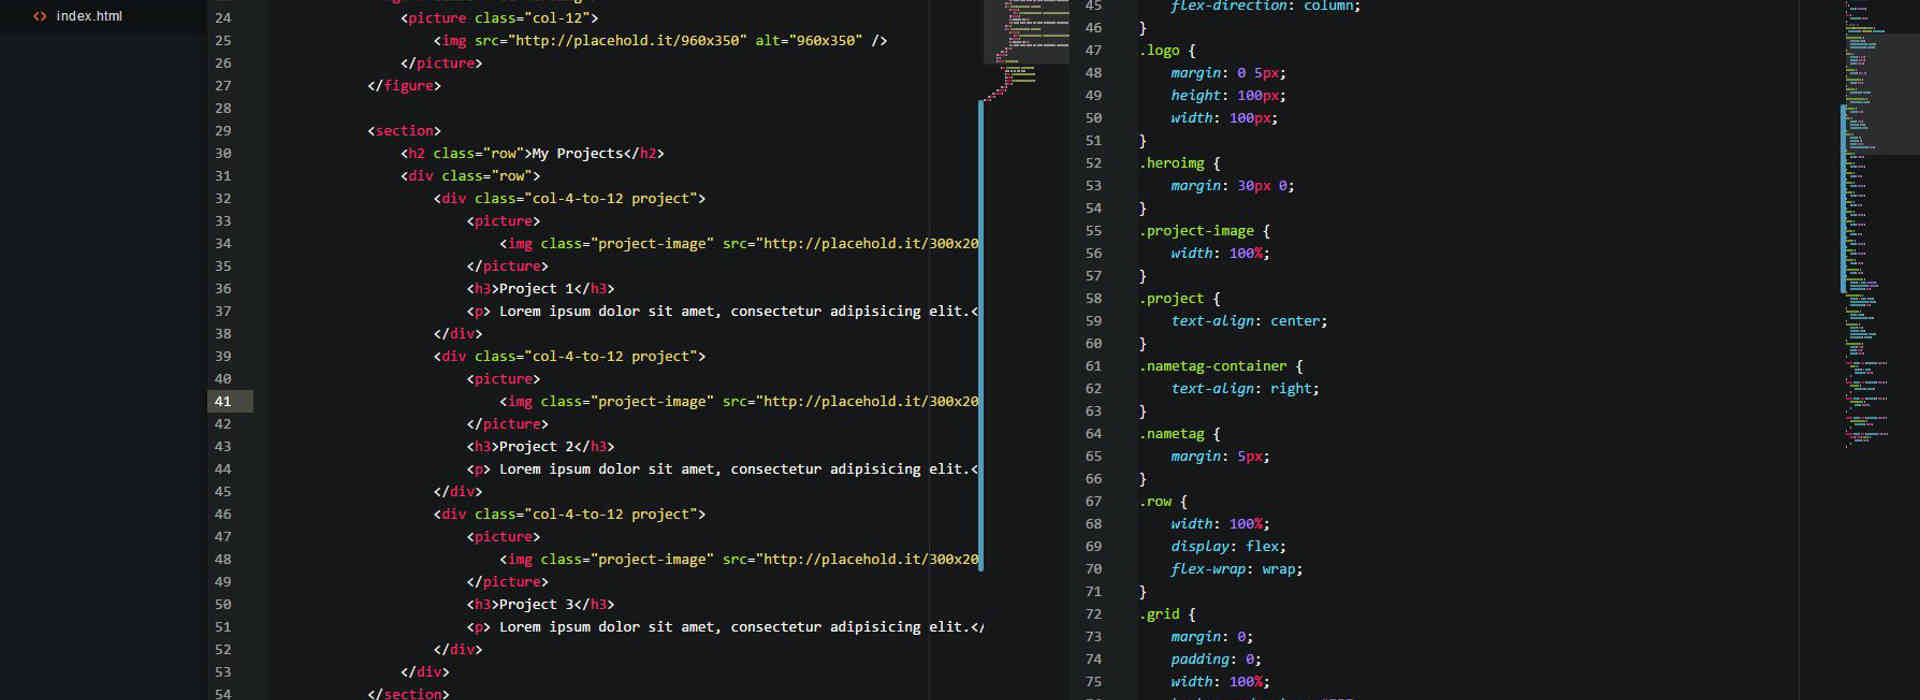 index.html
24 <picture class="col-12">
25 <img src="http://placehold.it/960x350" alt="960x350" />
26 </picture>
27 </figure>
28
29 <section>
30 <h2 class="row">My Projects</h2>
31 <div class="row">
32 <div class="col-4-to-12 project">
33 <picture>
34 <img class="project-image" src="http://placehold.it/300x20
35 </picture>
36 <h3>Project 1</h3>
37 <p> Lorem ipsum dolor sit amet, consectetur adipisicing elit.<
38 </div>
39 <div class="col-4-to-12 project">
40 <picture>
41 <img class="project-image" src="http://placehold.it/300x20
42 </picture>
43 <h3>Project 2</h3>
44 <p> Lorem ipsum dolor sit amet, consectetur adipisicing elit.<
45 </div>
46 <div class="col-4-to-12 project">
47 <picture>
48 <img class="project-image" src="http://placehold.it/300x20
49 </picture>
50 <h3>Project 3</h3>
51 <p> Lorem ipsum dolor sit amet, consectetur adipisicing elit.</
52 </div>
53 </div>
54 </section>
45 flex-direction: column;
46 }
47 .logo {
48 margin: 0 5px;
49 height: 100px;
50 width: 100px;
51 }
52 .heroimg {
53 margin: 30px 0;
54 }
55 .project-image {
56 width: 100%;
57 }
58 .project {
59 text-align: center;
60 }
61 .nametag-container {
62 text-align: right;
63 }
64 .nametag {
65 margin: 5px;
66 }
67 .row {
68 width: 100%;
69 display: flex;
70 flex-wrap: wrap;
71 }
72 .grid {
73 margin: 0;
74 padding: 0;
75 width: 100%;